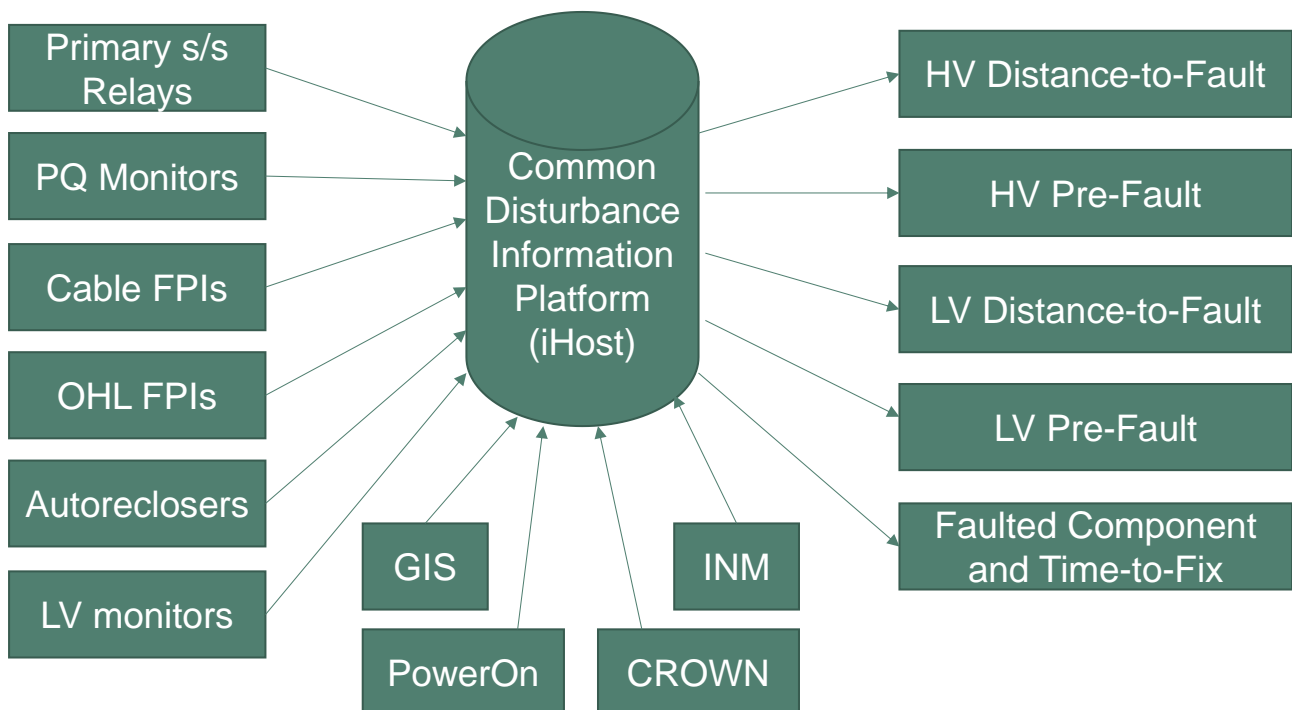 Primary s/s
Relays
PQ Monitors
Cable FPIs
OHL FPIs
Autoreclosers
LV monitors
Common
Disturbance
Information
Platform
(iHost)
GIS
PowerOn
INM
CROWN
HV Distance-to-Fault
HV Pre-Fault
LV Distance-to-Fault
LV Pre-Fault
Faulted Component
and Time-to-Fix